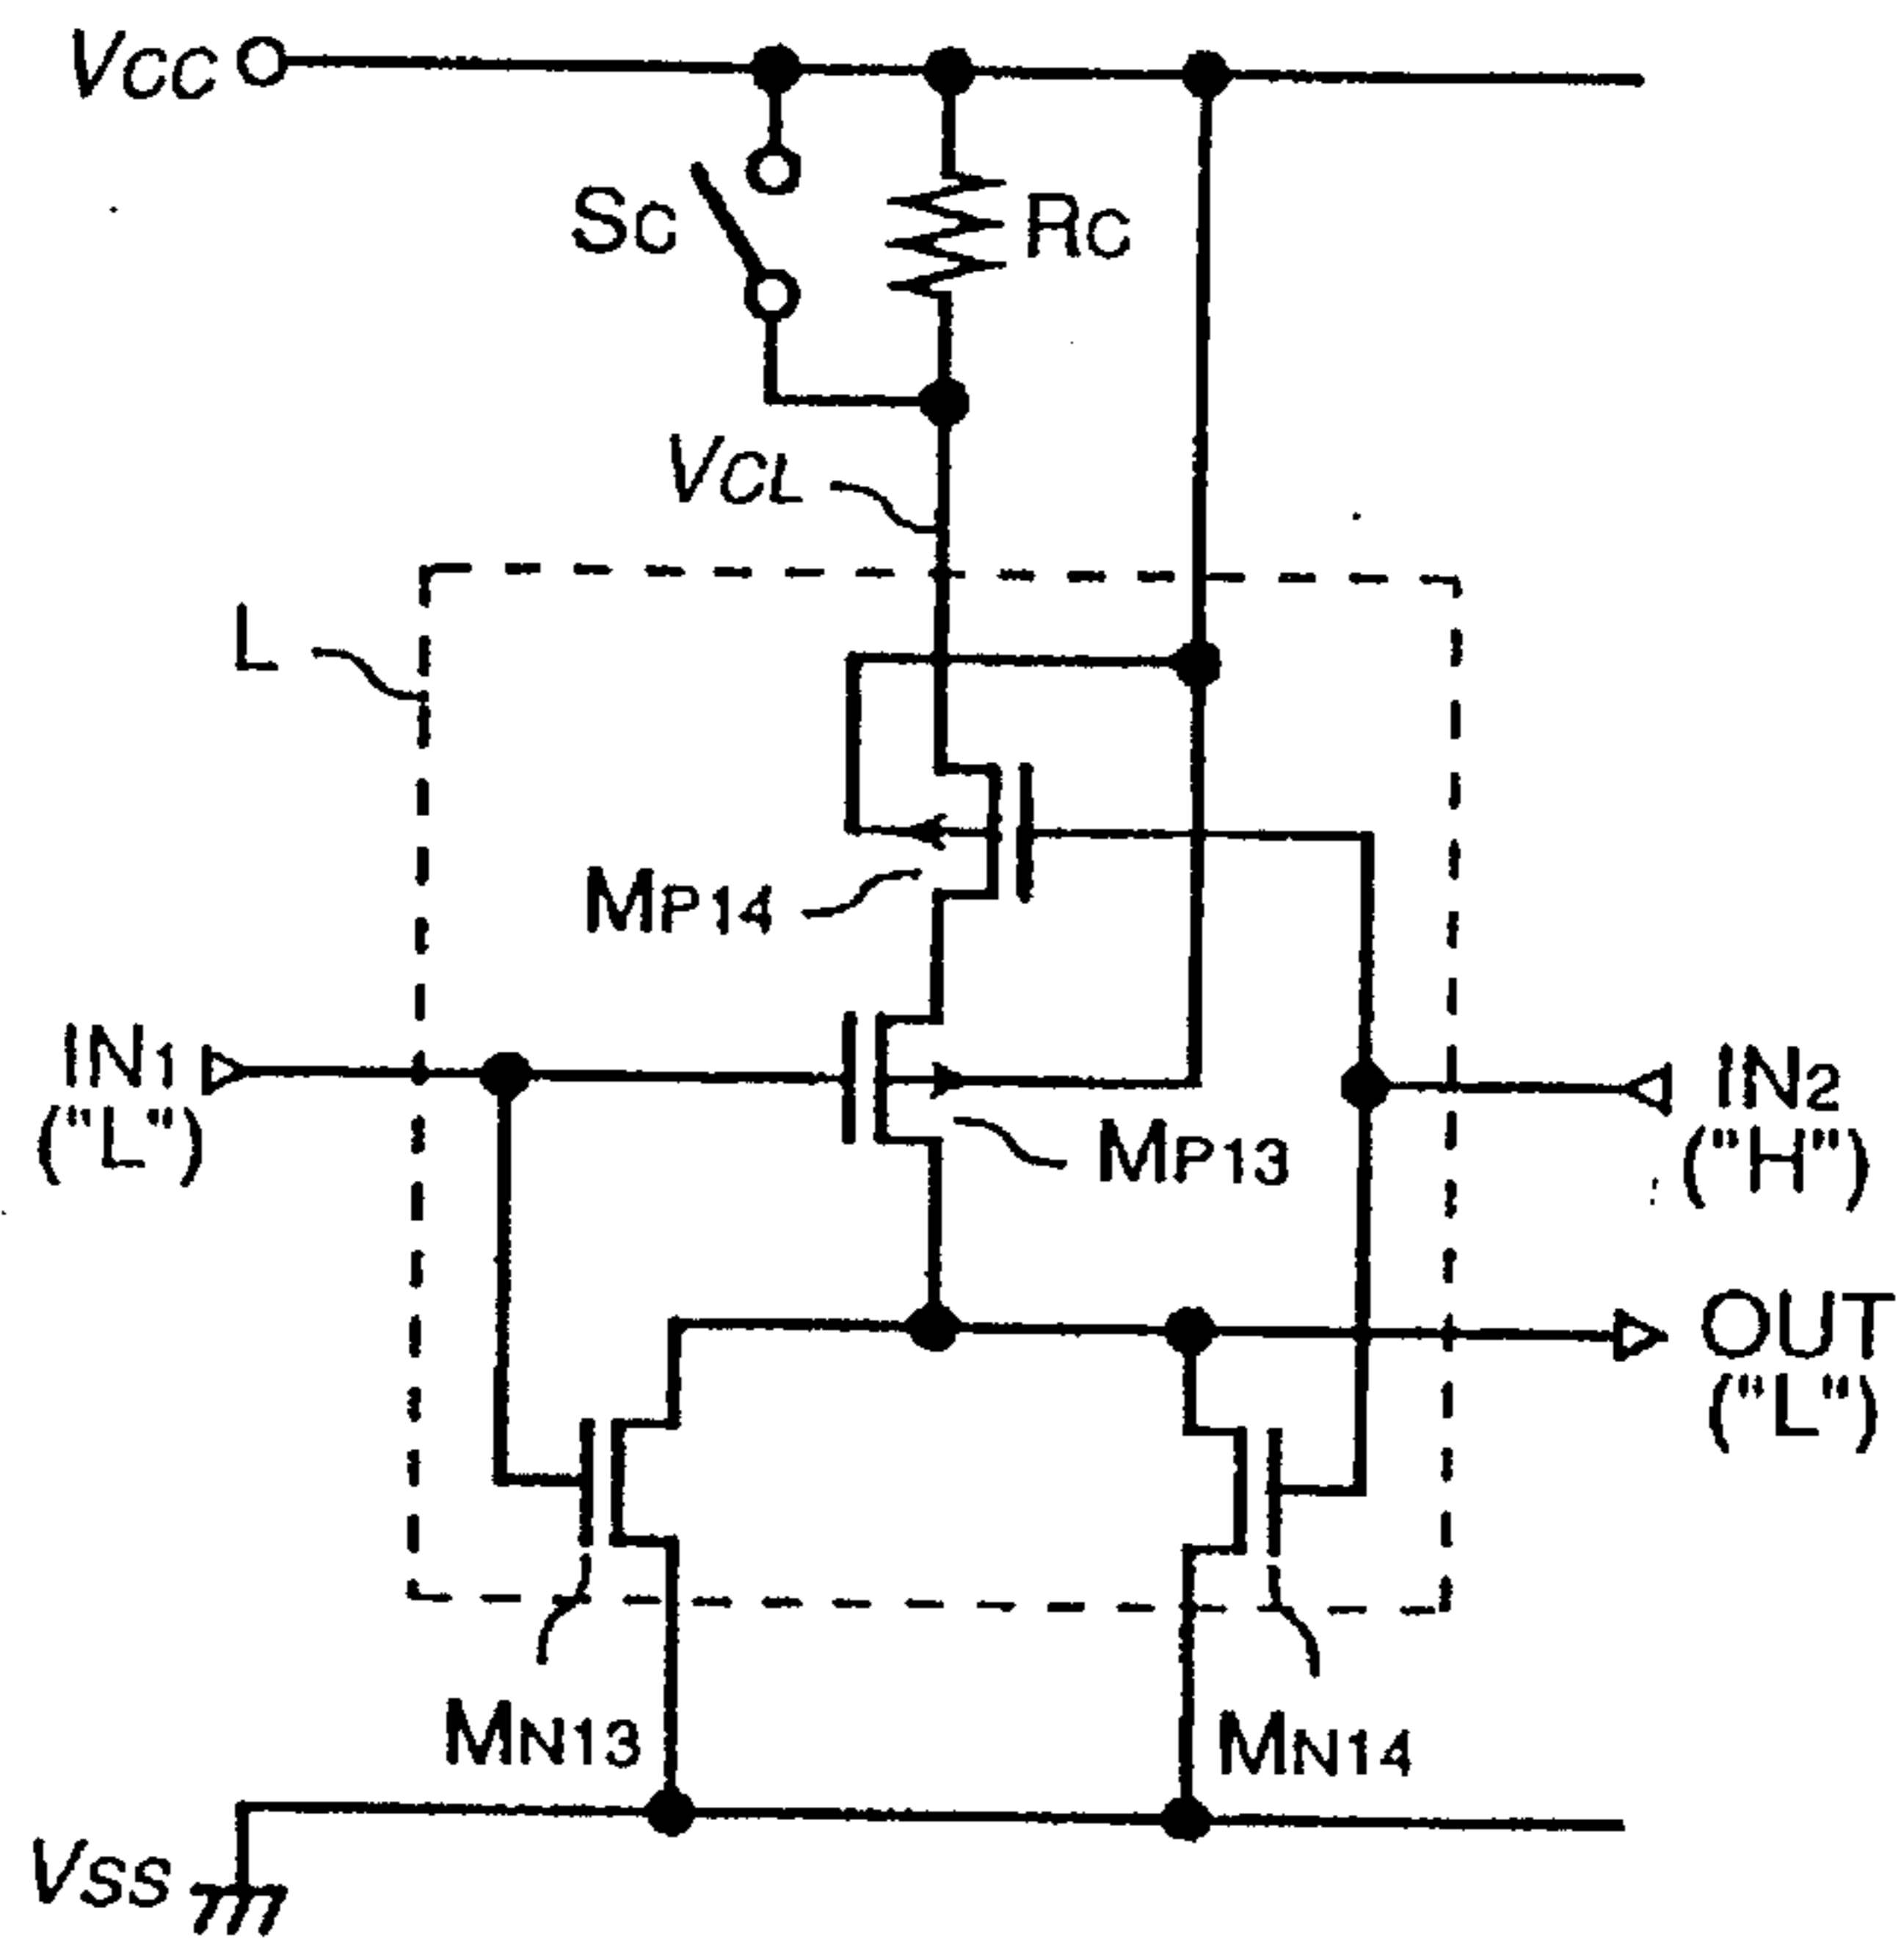 VCC
SC
RC
VCL
L
MP14
IN1
("L")
MP13
IN2
("H")
OUT
("L")
MN13
MN14
VSS